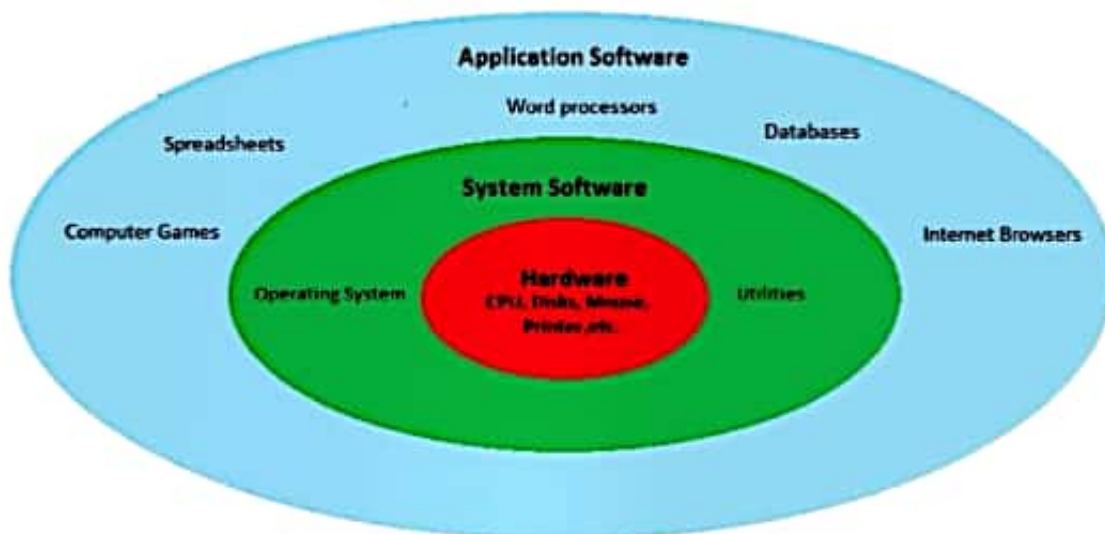 Application Software
Word processors
Databases
Spreadsheets
System Software
Computer Games
Internet Browsers
Hardware
CPU, Disks, Mouse,
Printer,etc.
Operating System
Utilities